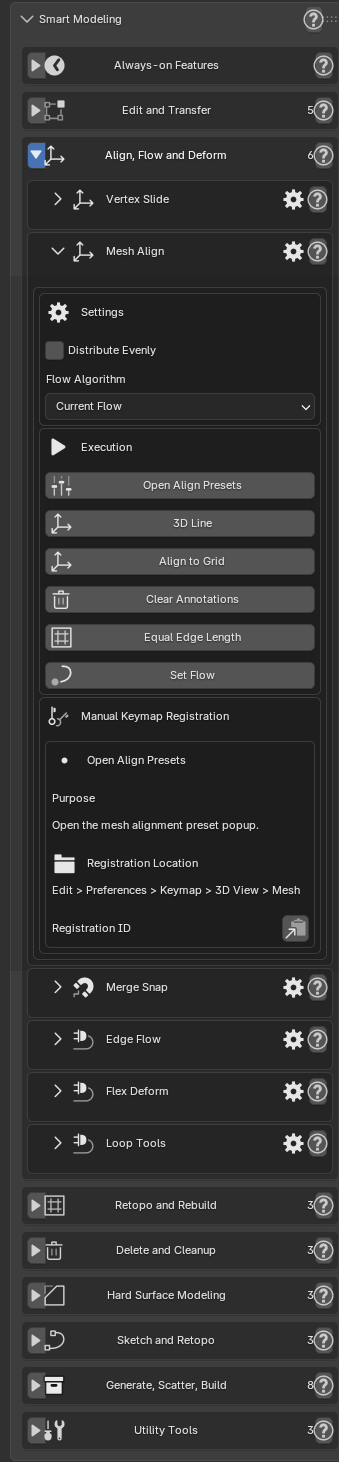 Smart Modeling
Always-on Features
Edit and Transfer 5
Align, Flow and Deform 6
Vertex Slide
Mesh Align
Settings
Distribute Evenly
Flow Algorithm
Current Flow
Execution
Open Align Presets
3D Line
Align to Grid
Clear Annotations
Equal Edge Length
Set Flow
Manual Keymap Registration
Open Align Presets
Purpose
Open the mesh alignment preset popup.
Registration Location
Edit > Preferences > Keymap > 3D View > Mesh
Registration ID
Merge Snap
Edge Flow
Flex Deform
Loop Tools
Retopo and Rebuild 3
Delete and Cleanup 3
Hard Surface Modeling 3
Sketch and Retopo 3
Generate, Scatter, Build 8
Utility Tools 3